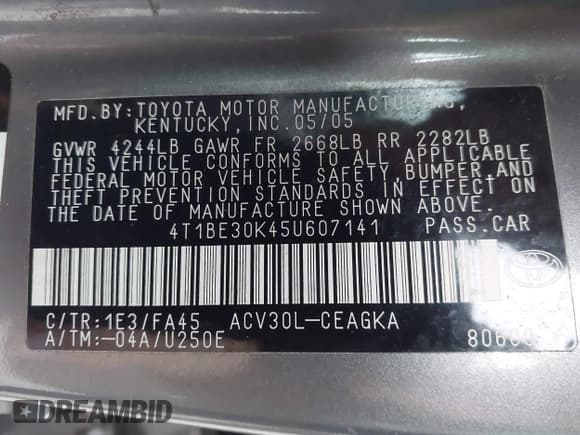 MFD.BY:TOYOTA MOTOR MANUFACTURING,
KENTUCKY, INC. 05/05
GVWR 4244LB GAWR FR 2668LB RR 2282LB
THIS VEHICLE CONFORMS TO ALL APPLICABLE
FEDERAL MOTOR VEHICLE SAFETY, BUMPER, AND
THEFT PREVENTION STANDARDS IN EFFECT ON
THE DATE OF MANUFACTURE SHOWN ABOVE.
4T1BE30K45U607141 PASS.CAR
C/TR:1E3/FA45 ACV30L-CEAGKA
A/TM:-04A/U250E
DREAMBID